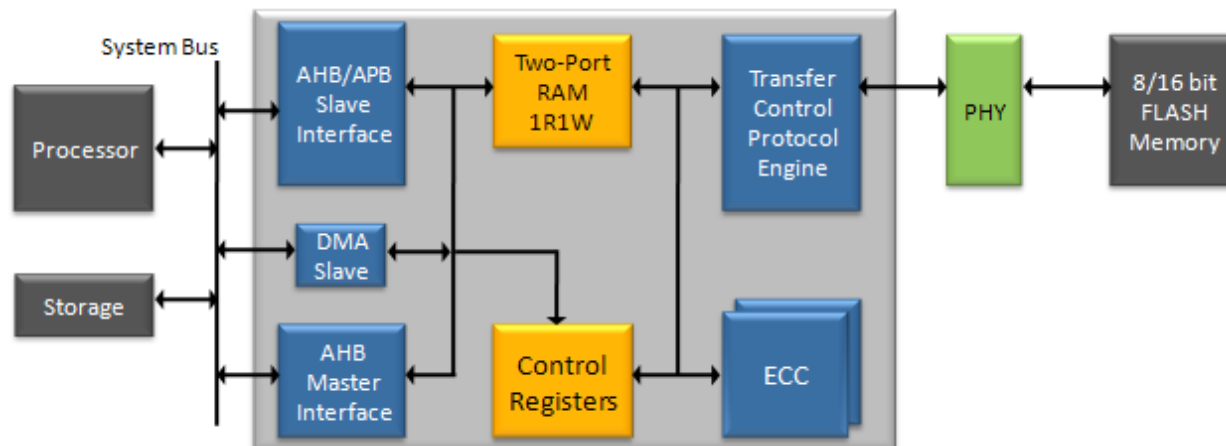 System Bus
Processor
Storage
AHB/APB
Slave
Interface
DMA
Slave
AHB
Master
Interface
Two-Port
RAM
1R1W
Control
Registers
Transfer
Control
Protocol
Engine
ECC
PHY
8/16 bit
FLASH
Memory